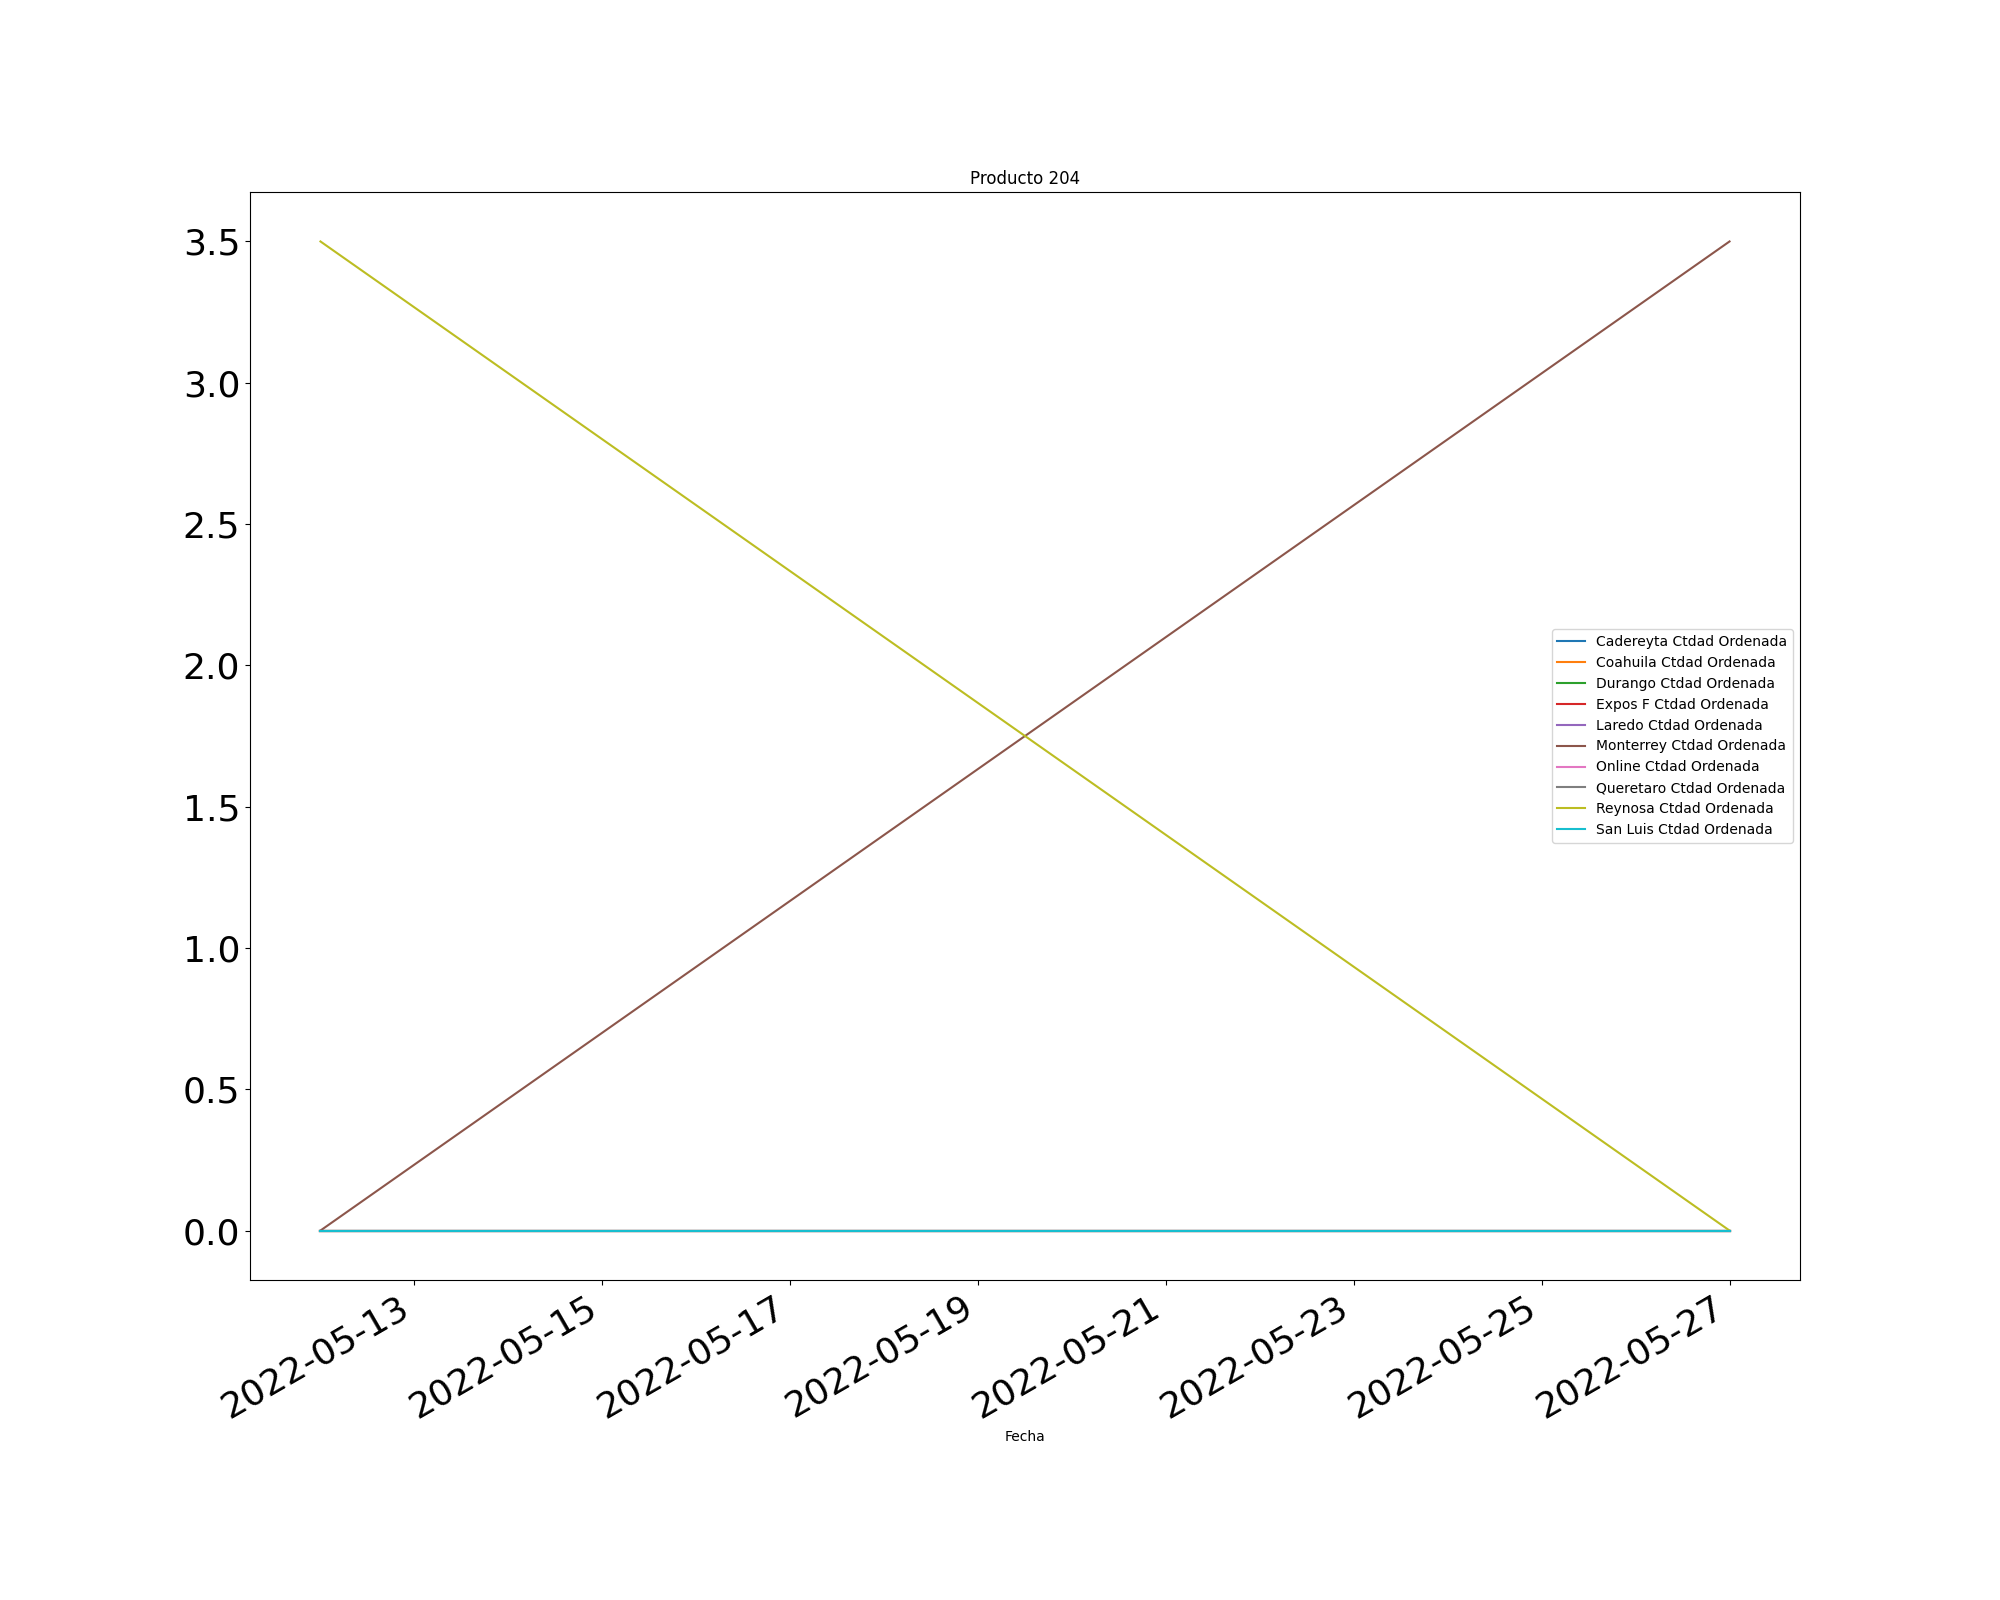 Producto 204
3.5
3.0
2.5
2.0
1.5
1.0
0.5
0.0
Cadereyta Ctdad Ordenada
Coahuila Ctdad Ordenada
Durango Ctdad Ordenada
Expos F Ctdad Ordenada
Laredo Ctdad Ordenada
Monterrey Ctdad Ordenada
Online Ctdad Ordenada
Queretaro Ctdad Ordenada
Reynosa Ctdad Ordenada
San Luis Ctdad Ordenada
2022-05-13
2022-05-15
2022-05-17
2022-05-19
2022-05-21
2022-05-23
2022-05-25
2022-05-27
Fecha